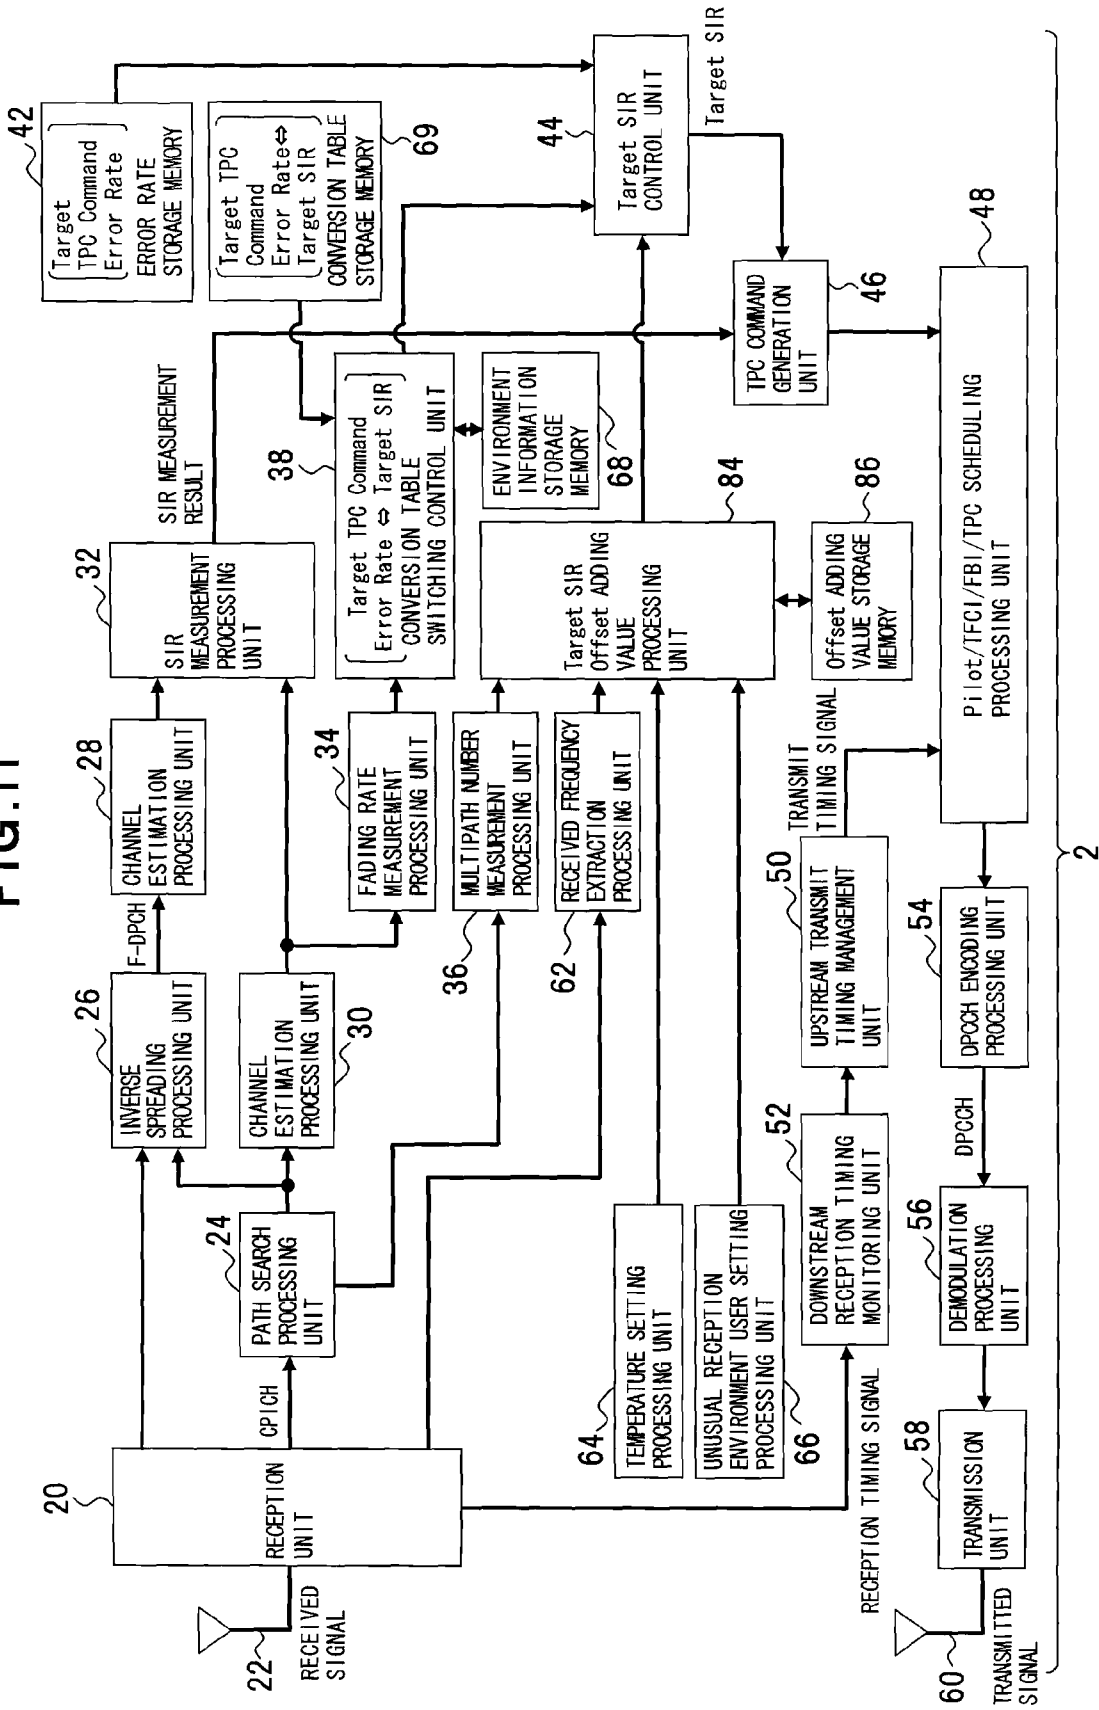 FIG.11
20
RECEPTION
UNIT
22
RECEIVED
SIGNAL
CPICH
24
PATH SEARCH
PROCESSING
UNIT
26
INVERSE
SPREADING
PROCESSING UNIT
F-DPCH
28
CHANNEL
ESTIMATION
PROCESSING UNIT
30
CHANNEL
ESTIMATION
PROCESSING UNIT
32
SIR
MEASUREMENT
PROCESSING
UNIT
SIR MEASUREMENT
RESULT
34
FADING RATE
MEASUREMENT
PROCESSING UNIT
36
MULTIPATH NUMBER
MEASUREMENT
PROCESSING UNIT
62
RECEIVED FREQUENCY
EXTRACTION
PROCESSING UNIT
38
Target TPC Command
Error Rate ⇔ Target SIR
CONVERSION TABLE
SWITCHING CONTROL UNIT
42
Target
TPC Command
Error Rate
ERROR RATE
STORAGE MEMORY
69
Target TPC
Command
Error Rate⇔
Target SIR
CONVERSION TABLE
STORAGE MEMORY
68
ENVIRONMENT
INFORMATION
STORAGE
MEMORY
44
Target SIR
CONTROL UNIT
Target SIR
46
TPC COMMAND
GENERATION
UNIT
84
Target SIR
Offset ADDING
VALUE
PROCESSING
UNIT
86
Offset ADDING
VALUE STORAGE
MEMORY
64
TEMPERATURE SETTING
PROCESSING UNIT
66
UNUSUAL RECEPTION
ENVIRONMENT USER SETTING
PROCESSING UNIT
52
DOWNSTREAM
RECEPTION TIMING
MONITORING UNIT
RECEPTION TIMING SIGNAL
50
UPSTREAM TRANSMIT
TIMING MANAGEMENT
UNIT
TRANSMIT
TIMING SIGNAL
48
Pilot/TFCI/FBI/TPC SCHEDULING
PROCESSING UNIT
54
DPCCH ENCODING
PROCESSING UNIT
DPCCH
56
DEMODULATION
PROCESSING
UNIT
58
TRANSMISSION
UNIT
60
TRANSMITTED
SIGNAL
2